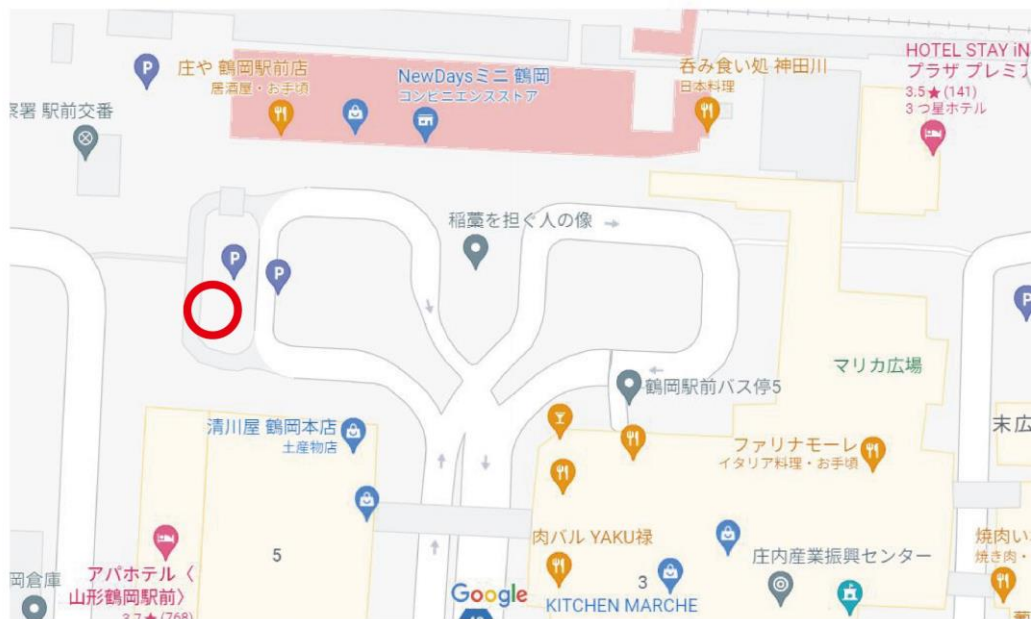 庄や 鶴岡駅前店
居酒屋・お手頃
NewDaysミニ 鶴岡
コンビニエンスストア
呑み食い処 神田川
日本料理
HOTEL STAY iN
プラザ プレミア
3.5★(141)
3 つ星ホテル
察署 駅前交番
P
稲藁を担ぐ人の像
P
P
P
マリカ広場
鶴岡駅前バス停5
清川屋 鶴岡本店
土産物店
末広
ファリナモーレ
イタリア料理・お手頃
肉バル YAKU禄
庄内産業振興センター
焼肉い
焼き肉・
5
3
岡倉庫
アパホテル〈
山形鶴岡駅前〉
3.7★(768)
Google
KITCHEN MARCHE